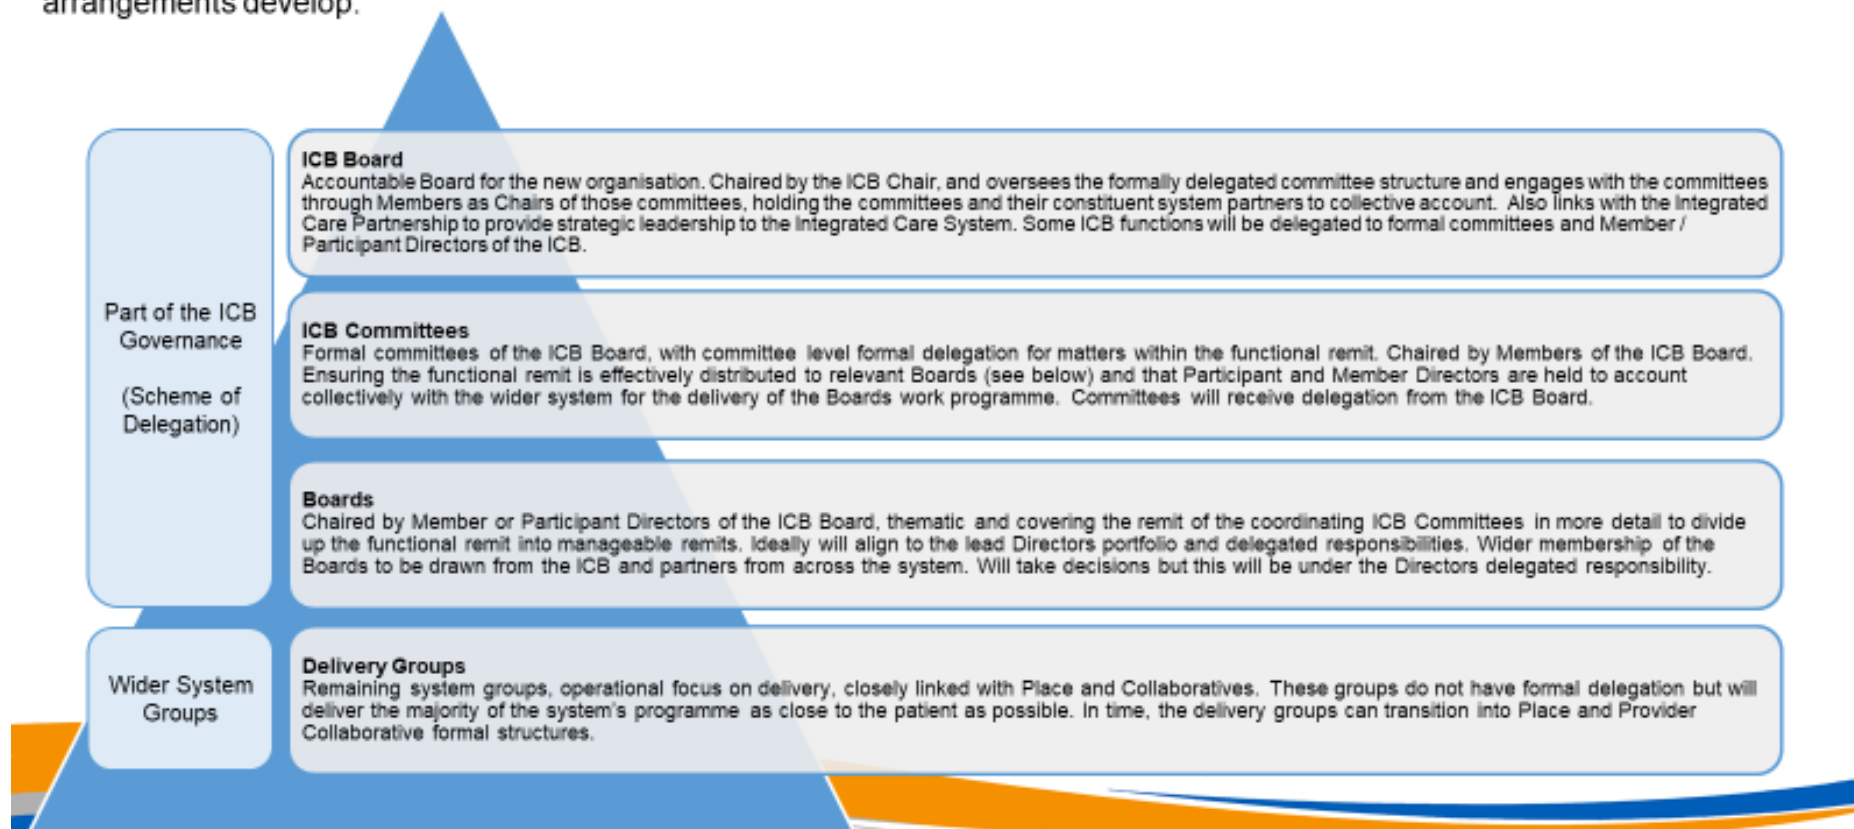 arrangements develop.
Part of the ICB
Governance
(Scheme of
Delegation)
ICB Board
Accountable Board for the new organisation. Chaired by the ICB Chair, and oversees the formally delegated committee structure and engages with the committees
through Members as Chairs of those committees, holding the committees and their constituent system partners to collective account. Also links with the Integrated
Care Partnership to provide strategic leadership to the Integrated Care System. Some ICB functions will be delegated to formal committees and Member /
Participant Directors of the ICB.
ICB Committees
Formal committees of the ICB Board, with committee level formal delegation for matters within the functional remit. Chaired by Members of the ICB Board.
Ensuring the functional remit is effectively distributed to relevant Boards (see below) and that Participant and Member Directors are held to account
collectively with the wider system for the delivery of the Boards work programme. Committees will receive delegation from the ICB Board.
Boards
Chaired by Member or Participant Directors of the ICB Board, thematic and covering the remit of the coordinating ICB Committees in more detail to divide
up the functional remit into manageable remits. Ideally will align to the lead Directors portfolio and delegated responsibilities. Wider membership of the
Boards to be drawn from the ICB and partners from across the system. Will take decisions but this will be under the Directors delegated responsibility.
Wider System
Groups
Delivery Groups
Remaining system groups, operational focus on delivery, closely linked with Place and Collaboratives. These groups do not have formal delegation but will
deliver the majority of the system's programme as close to the patient as possible. In time, the delivery groups can transition into Place and Provider
Collaborative formal structures.